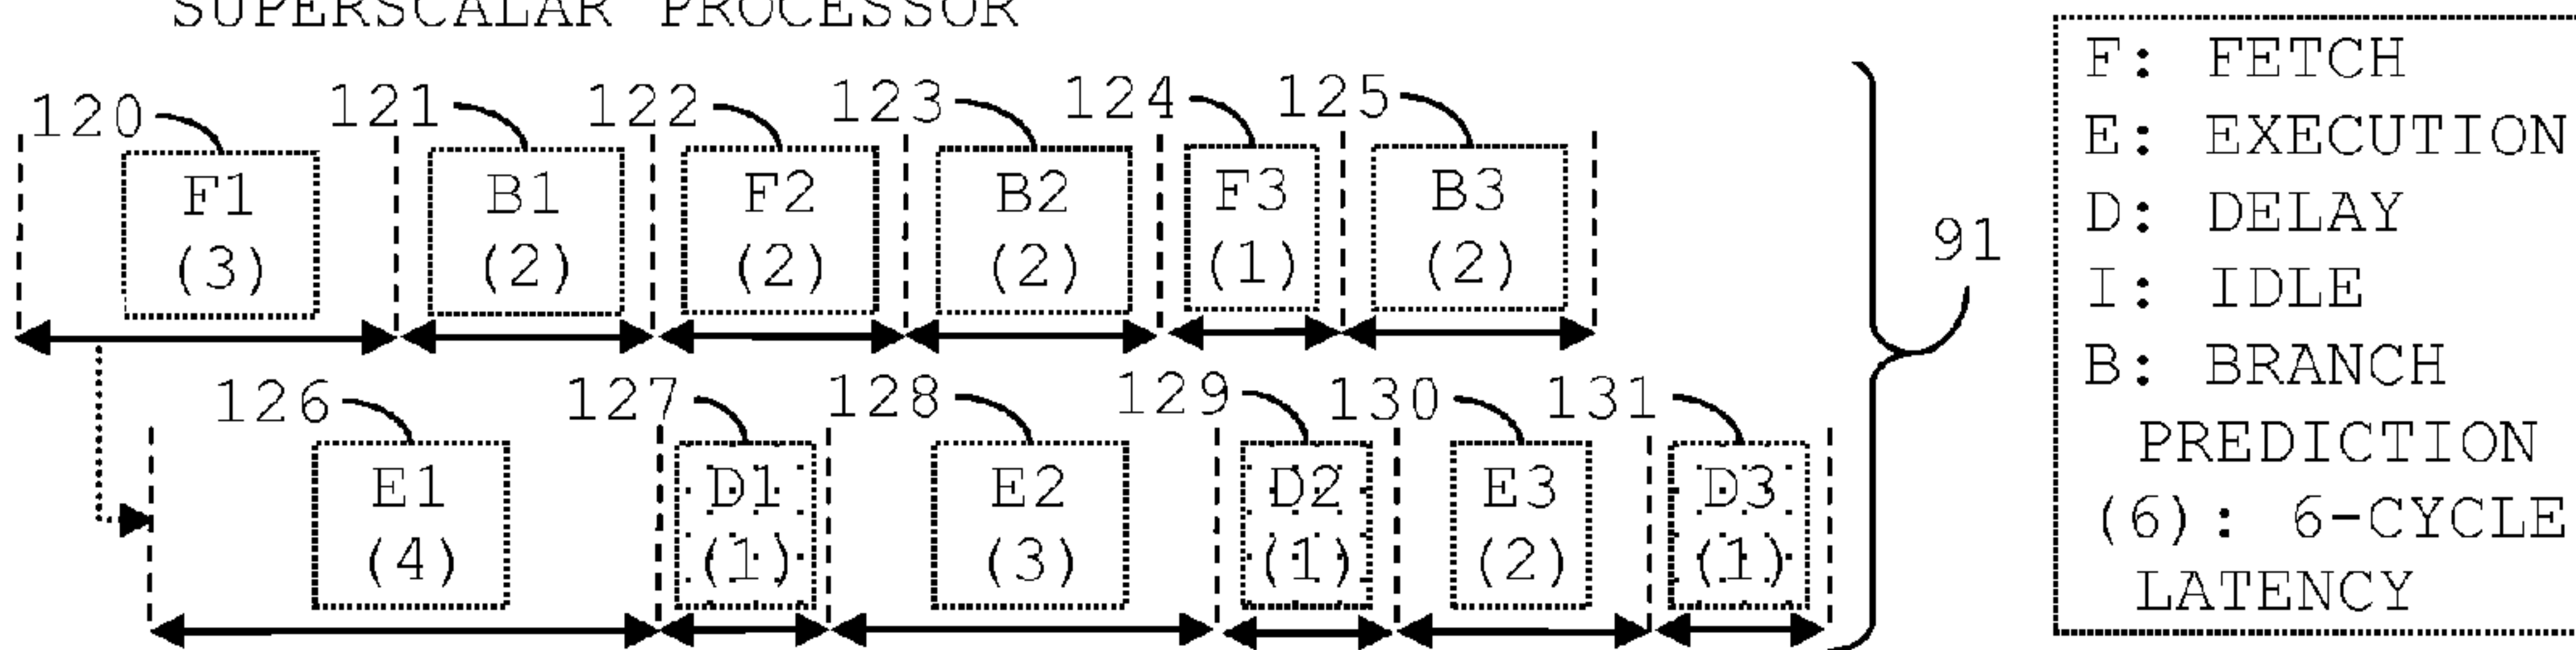 SUPERSCALAR PROCESSOR
120 121 122 123 124 125
F1 B1 F2 B2 F3 B3
(3) (2) (2) (2) (1) (2)
126 127 128 129 130 131
E1 D1 E2 D2 E3 D3
(4) (1) (3) (1) (2) (1)
91
F: FETCH
E: EXECUTION
D: DELAY
I: IDLE
B: BRANCH
PREDICTION
(6): 6-CYCLE
LATENCY